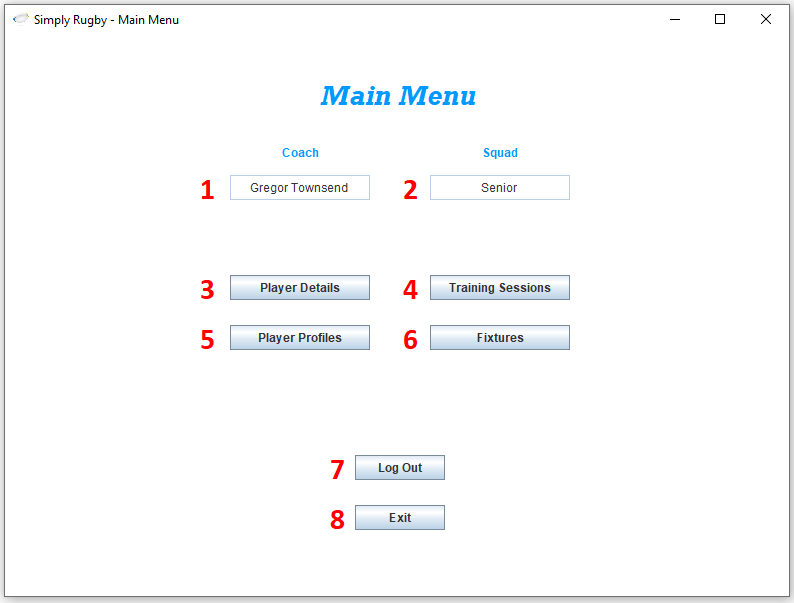 Simply Rugby - Main Menu
Main Menu
Coach Squad
1 Gregor Townsend 2 Senior
3 Player Details 4 Training Sessions
5 Player Profiles 6 Fixtures
7 Log Out
8 Exit